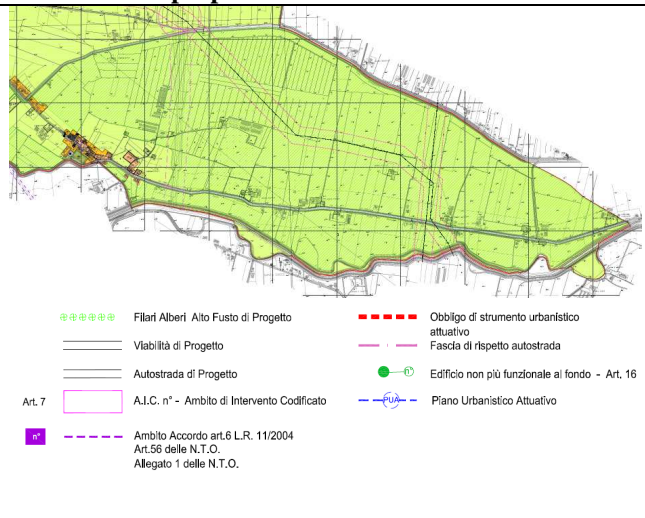 Filari Alberi Alto Fusto di Progetto
Viabilità di Progetto
Autostrada di Progetto
Art. 7
A.I.C. n° - Ambito di Intervento Codificato
n°
Ambito Accordo art.6 L.R. 11/2004
Art.56 delle N.T.O.
Allegato 1 delle N.T.O.
Obbligo di strumento urbanistico
attuativo
Fascia di rispetto autostrada
n°
Edificio non più funzionale al fondo - Art. 16
PUA
Piano Urbanistico Attuativo